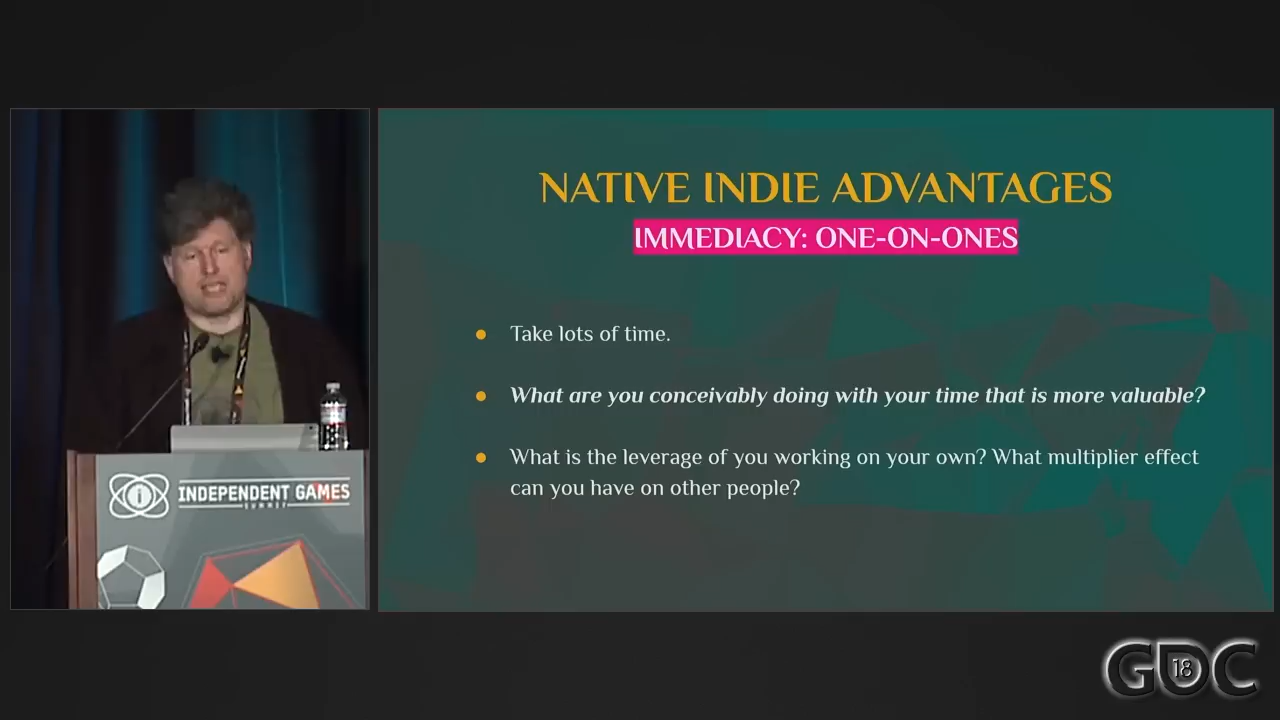 NATIVE INDIE ADVANTAGES
IMMEDIACY: ONE-ON-ONES
Take lots of time.
What are you conceivably doing with your time that is more valuable?
What is the leverage of you working on your own? What multiplier effect
can you have on other people?
INDEPENDENT GAMES
SUMMIT
GDC
18